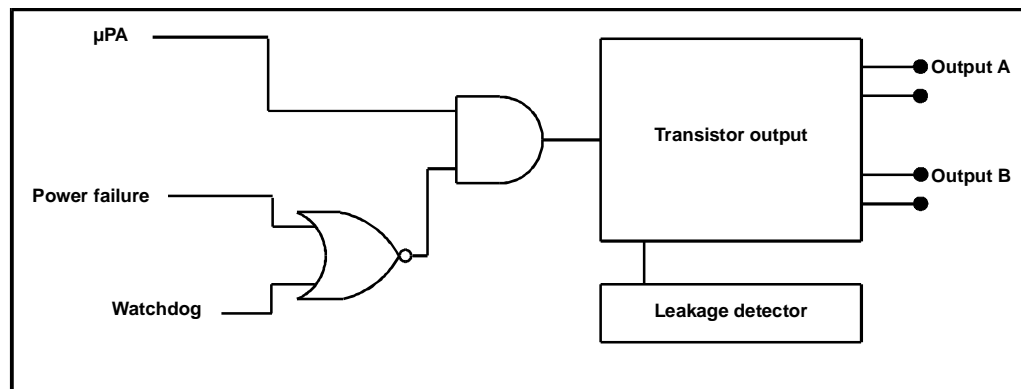 µPA
Output A
Transistor output
Output B
Power failure
Watchdog
Leakage detector